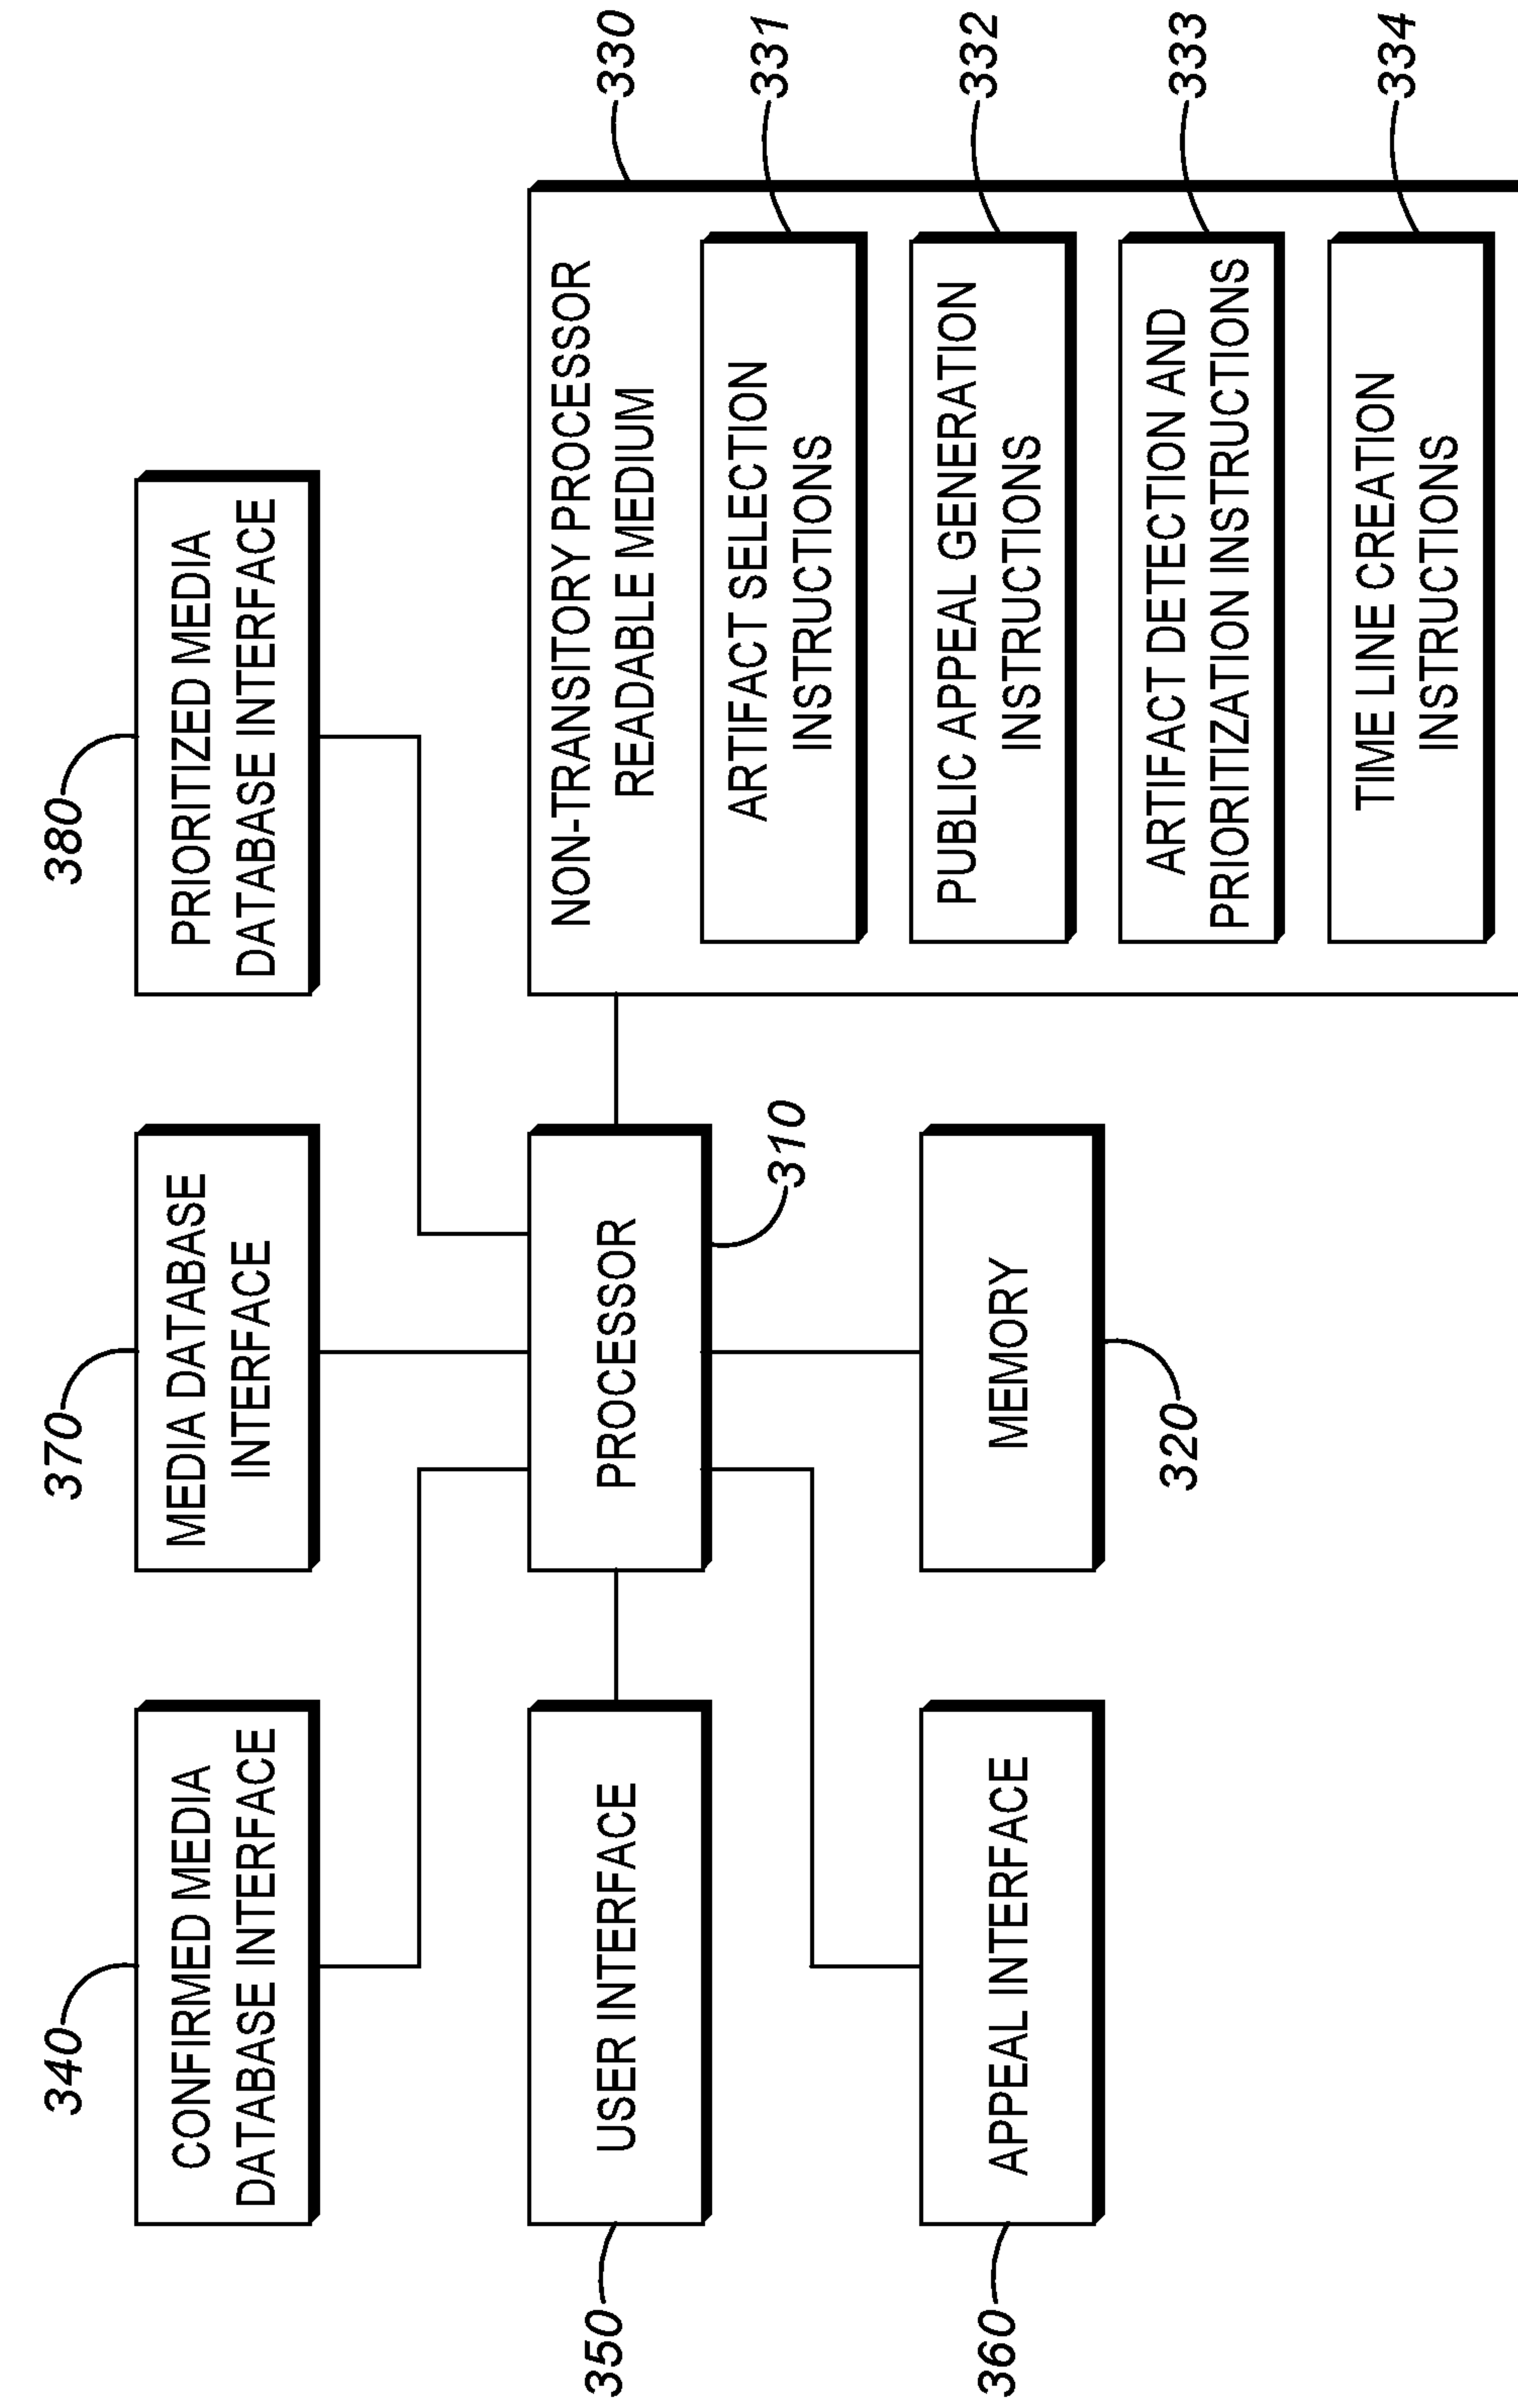 340
CONFIRMED MEDIA
DATABASE INTERFACE
370
MEDIA DATABASE
INTERFACE
380
PRIORITIZED MEDIA
DATABASE INTERFACE
350
USER INTERFACE
PROCESSOR
310
360
APPEAL INTERFACE
MEMORY
320
330
NON-TRANSITORY PROCESSOR
READABLE MEDIUM
331
ARTIFACT SELECTION
INSTRUCTIONS
332
PUBLIC APPEAL GENERATION
INSTRUCTIONS
333
ARTIFACT DETECTION AND
PRIORITIZATION INSTRUCTIONS
334
TIME LINE CREATION
INSTRUCTIONS